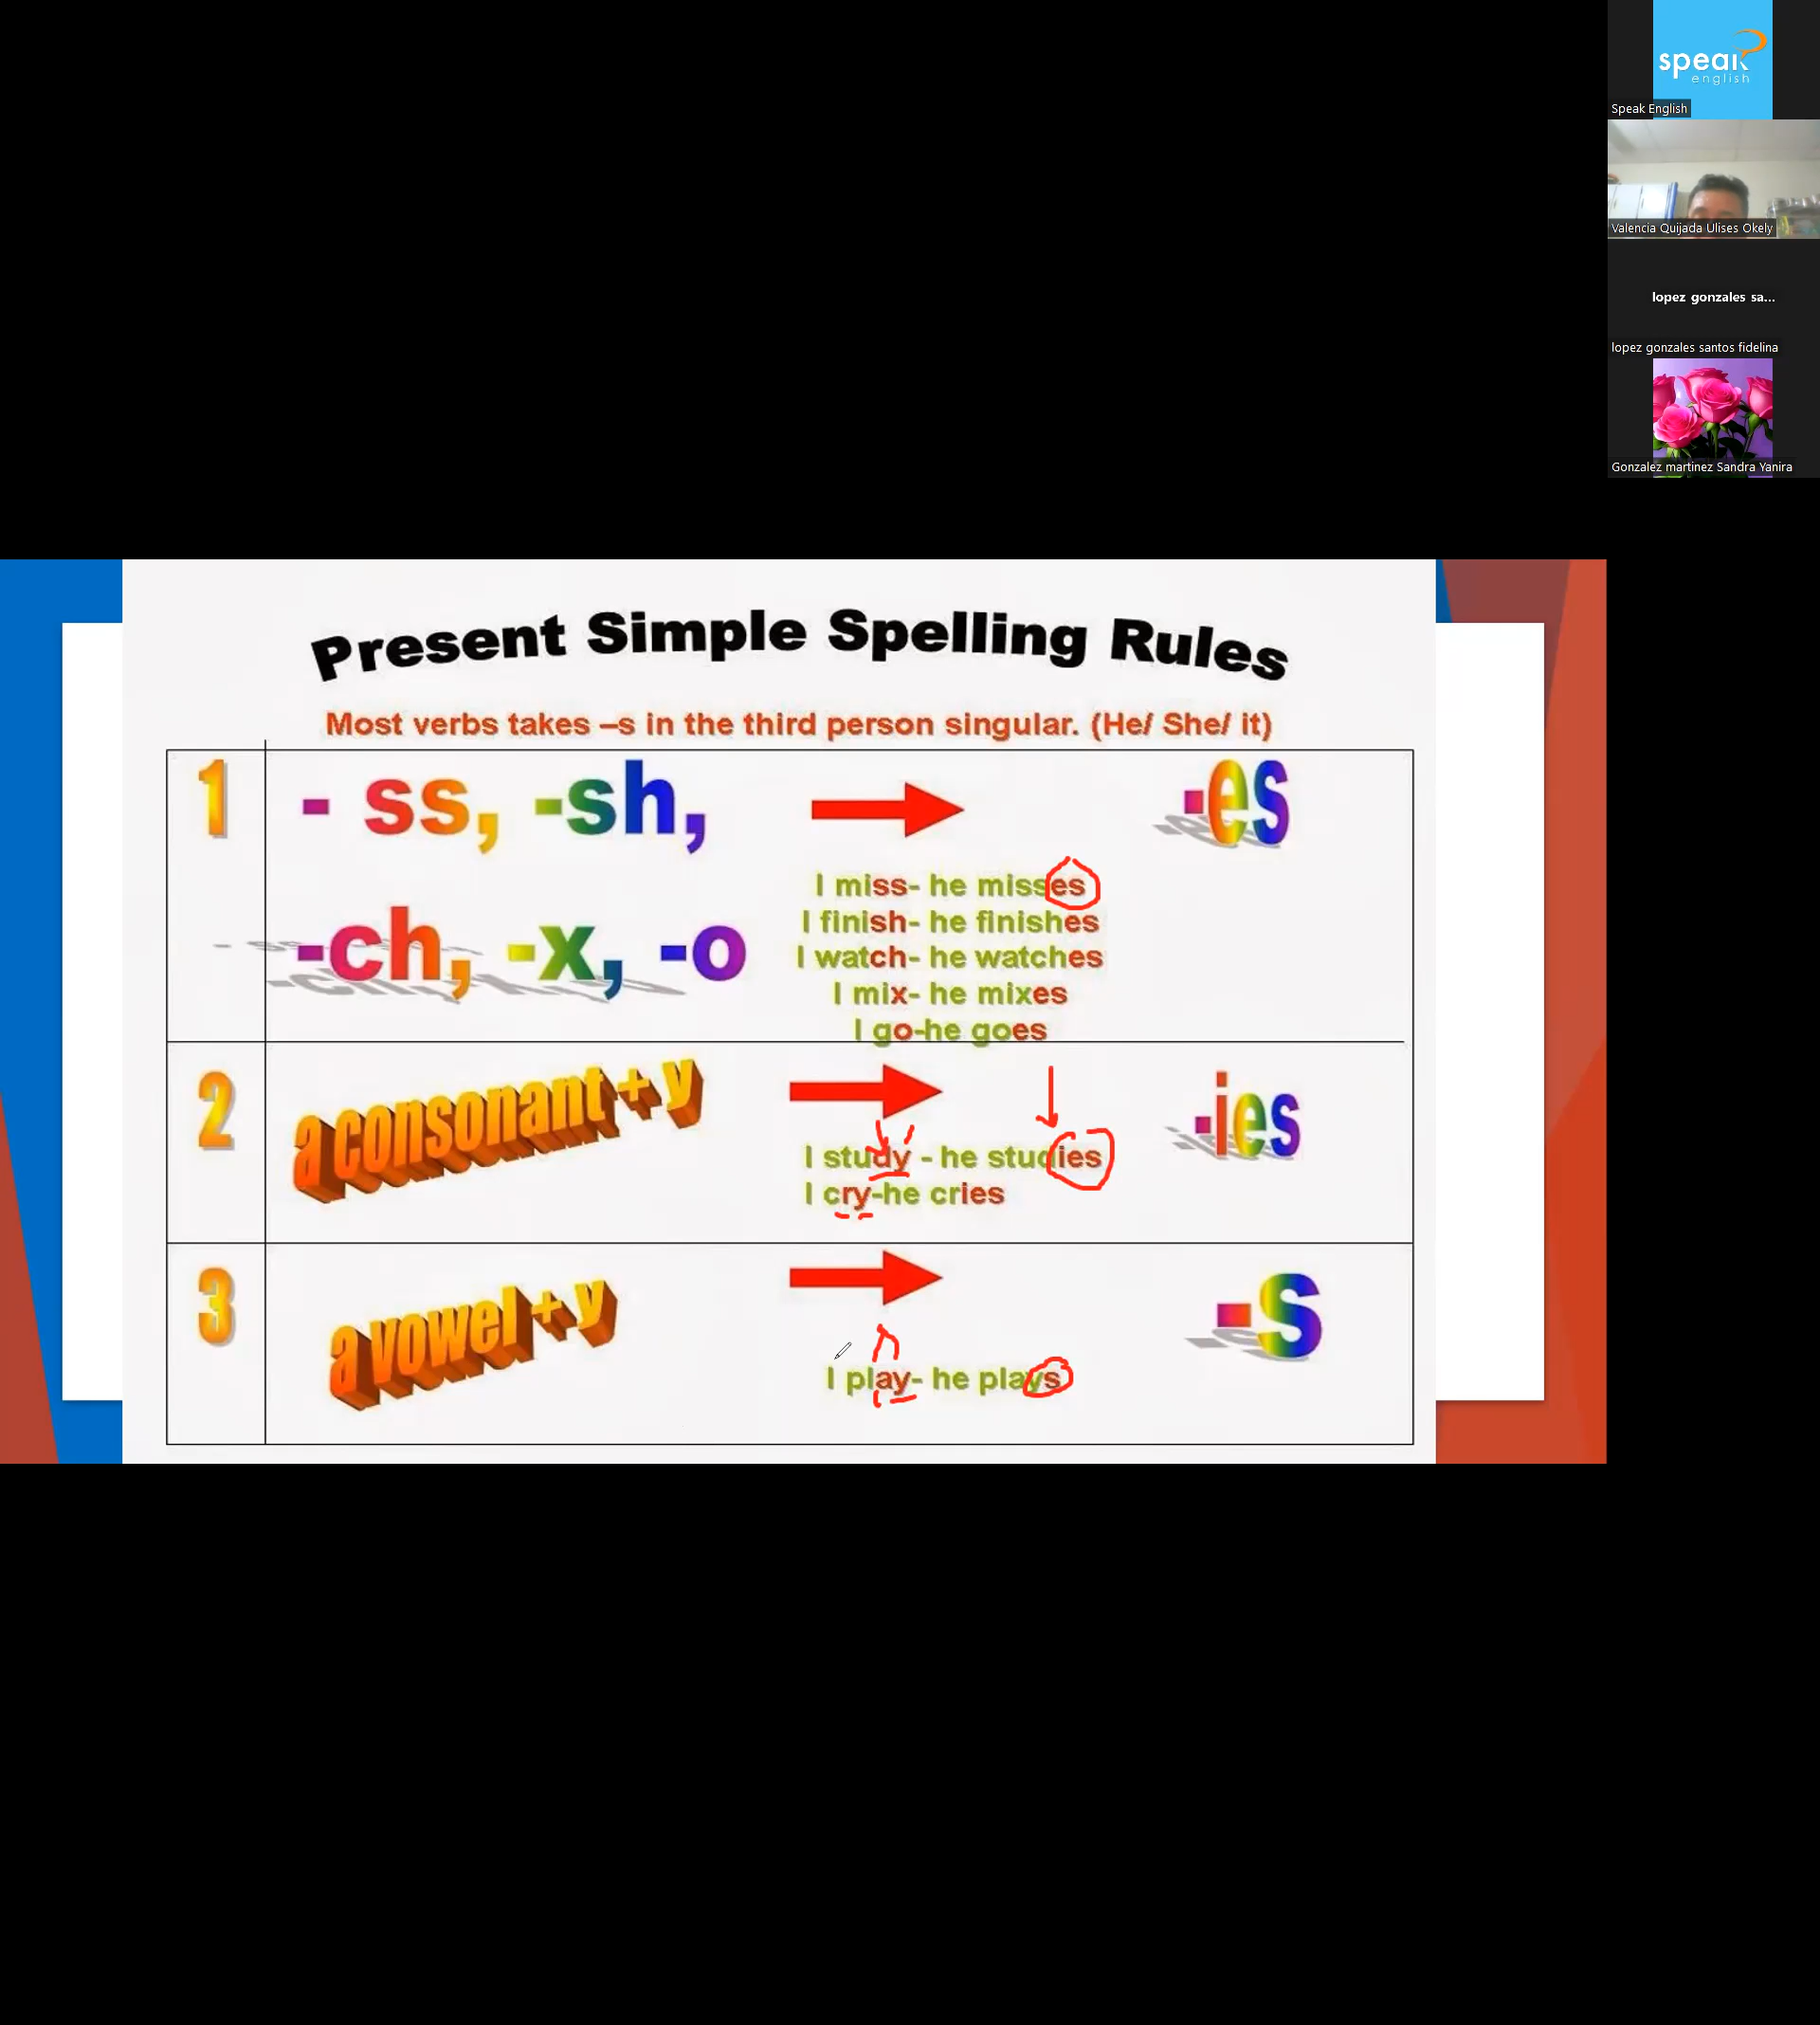 speak
english
Speak English
Valencia Quijada Ulises Okely
lopez gonzales sa...
lopez gonzales santos fidelina
Gonzalez martinez Sandra Yanira
Present Simple Spelling Rules
Most verbs takes –s in the third person singular. (He/ She/ it)
1
- ss, -sh,
-es
-ch, -x, -o
I miss- he misses
I finish- he finishes
I watch- he watches
I mix- he mixes
I go-he goes
2
a consonant + y
-ies
I study - he studies
I cry-he cries
3
a vowel + y
-s
I play- he plays